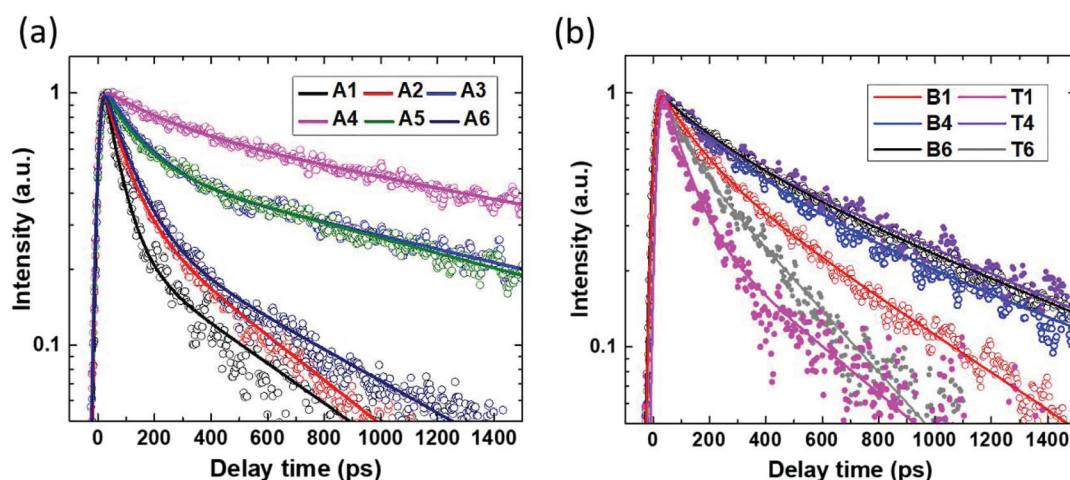 (a)
Intensity (a.u.)
1
0.1
A1 A2 A3
A4 A5 A6
0 200 400 600 800 1000 1200 1400
Delay time (ps)
(b)
Intensity (a.u.)
1
0.1
B1 T1
B4 T4
B6 T6
0 200 400 600 800 1000 1200 1400
Delay time (ps)